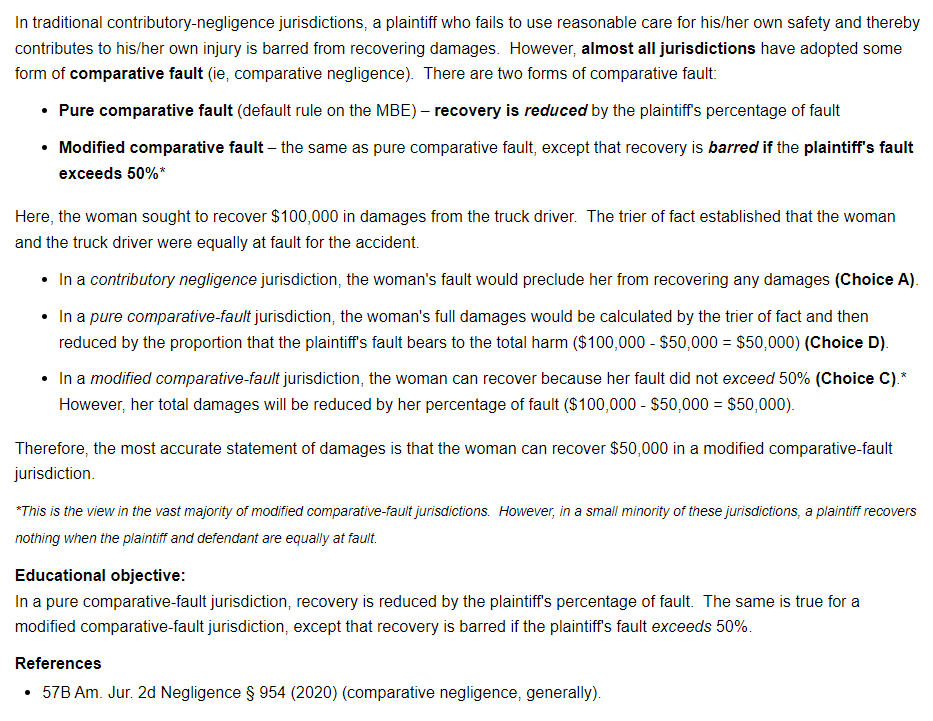 In traditional contributory-negligence jurisdictions, a plaintiff who fails to use reasonable care for his/her own safety and thereby
contributes to his/her own injury is barred from recovering damages.  However, almost all jurisdictions have adopted some
form of comparative fault (ie, comparative negligence).  There are two forms of comparative fault:
• Pure comparative fault (default rule on the MBE) – recovery is reduced by the plaintiff's percentage of fault
• Modified comparative fault – the same as pure comparative fault, except that recovery is barred if the plaintiff's fault
exceeds 50%*
Here, the woman sought to recover $100,000 in damages from the truck driver.  The trier of fact established that the woman
and the truck driver were equally at fault for the accident.
• In a contributory negligence jurisdiction, the woman's fault would preclude her from recovering any damages (Choice A).
• In a pure comparative-fault jurisdiction, the woman's full damages would be calculated by the trier of fact and then
reduced by the proportion that the plaintiff's fault bears to the total harm ($100,000 - $50,000 = $50,000) (Choice D).
• In a modified comparative-fault jurisdiction, the woman can recover because her fault did not exceed 50% (Choice C).*
However, her total damages will be reduced by her percentage of fault ($100,000 - $50,000 = $50,000).
Therefore, the most accurate statement of damages is that the woman can recover $50,000 in a modified comparative-fault
jurisdiction.
*This is the view in the vast majority of modified comparative-fault jurisdictions.  However, in a small minority of these jurisdictions, a plaintiff recovers
nothing when the plaintiff and defendant are equally at fault.
Educational objective:
In a pure comparative-fault jurisdiction, recovery is reduced by the plaintiff's percentage of fault.  The same is true for a
modified comparative-fault jurisdiction, except that recovery is barred if the plaintiff's fault exceeds 50%.
References
• 57B Am. Jur. 2d Negligence § 954 (2020) (comparative negligence, generally).